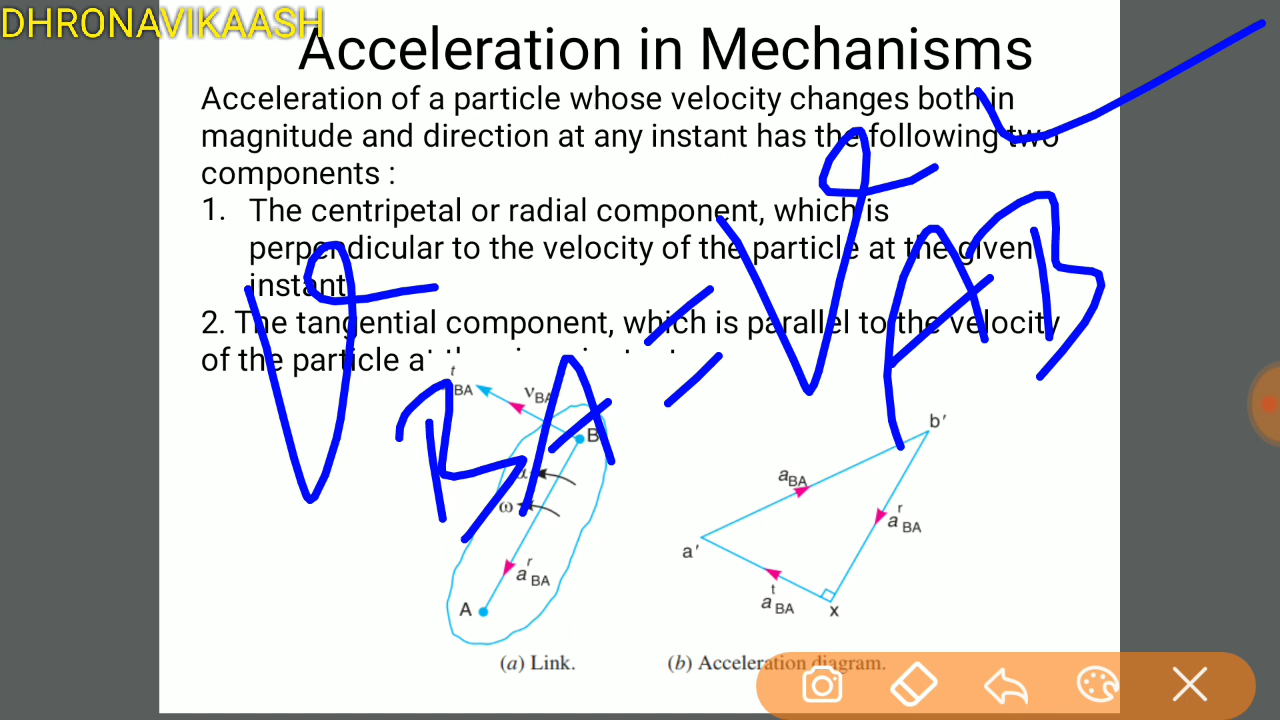 DHRONAVIKAASH
Acceleration in Mechanisms
Acceleration of a particle whose velocity changes both in
magnitude and direction at any instant has the following two
components :
1. The centripetal or radial component, which is
perpendicular to the velocity of the particle at the given
instant
2. The tangential component, which is parallel to the velocity
of the particle at
V BA = V AB
t
BA
vBA
B
α
ω
r
a BA
A
(a) Link.
b′
aBA
r
a BA
a′
t
a BA
x
(b) Acceleration diagram.